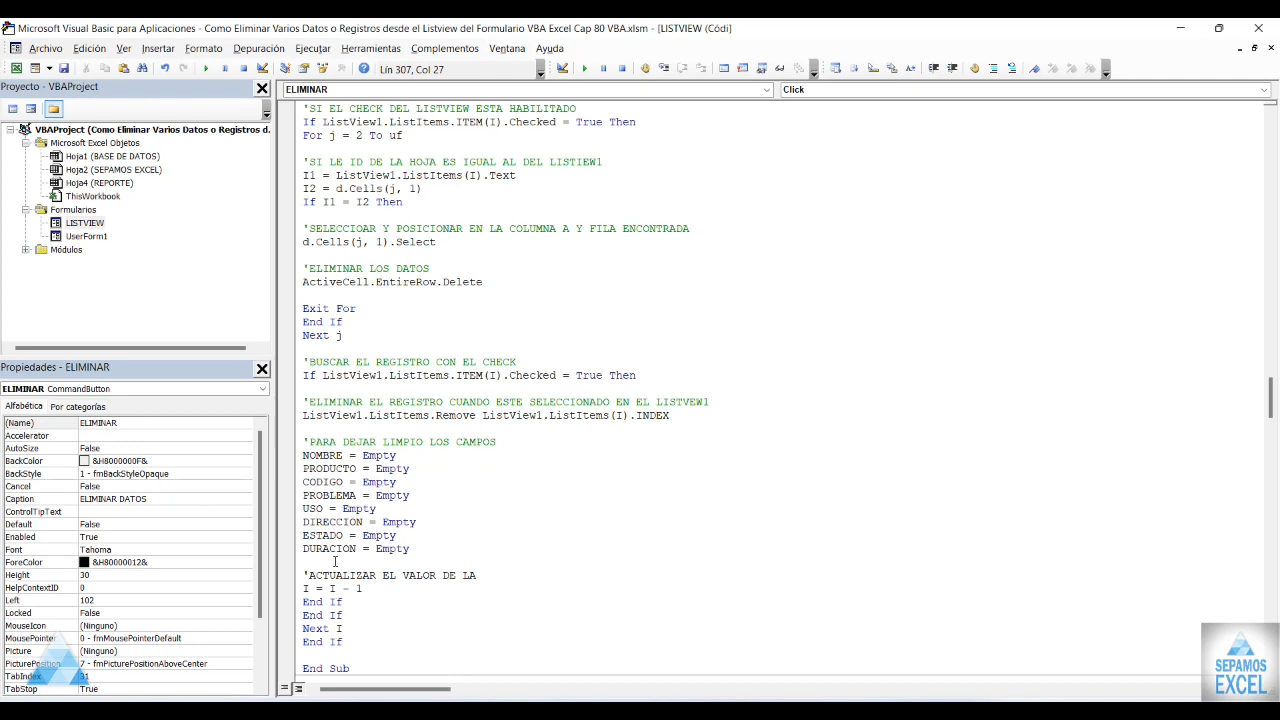 Microsoft Visual Basic para Aplicaciones - Como Eliminar Varios Datos o Registros desde el Listview del Formulario VBA Excel Cap 80 VBA.xlsm - [LISTVIEW (Códi]
Archivo Edición Ver Insertar Formato Depuración Ejecutar Herramientas Complementos Ventana Ayuda
Lín 307, Col 27
Proyecto - VBAProject
VBAProject (Como Eliminar Varios Datos o Registros d.
Microsoft Excel Objetos
Hoja1 (BASE DE DATOS)
Hoja2 (SEPAMOS EXCEL)
Hoja4 (REPORTE)
ThisWorkbook
Formularios
LISTVIEW
UserForm1
Módulos
Propiedades - ELIMINAR
ELIMINAR CommandButton
Alfabética Por categorías
(Name) ELIMINAR
Accelerator
AutoSize False
BackColor &H8000000F&
BackStyle 1 - fmBackStyleOpaque
Cancel False
Caption ELIMINAR DATOS
ControlTipText
Default False
Enabled True
Font Tahoma
ForeColor &H80000012&
Height 30
HelpContextID 0
Left 102
Locked False
MouseIcon (Ninguno)
MousePointer 0 - fmMousePointerDefault
Picture (Ninguno)
PicturePosition 7 - fmPicturePositionAboveCenter
TabIndex 31
TabStop True
ELIMINAR Click
'SI EL CHECK DEL LISTVIEW ESTA HABILITADO
If ListView1.ListItems.ITEM(I).Checked = True Then
For j = 2 To uf
'SI LE ID DE LA HOJA ES IGUAL AL DEL LISTIEW1
I1 = ListView1.ListItems(I).Text
I2 = d.Cells(j, 1)
If I1 = I2 Then
'SELECCIOAR Y POSICIONAR EN LA COLUMNA A Y FILA ENCONTRADA
d.Cells(j, 1).Select
'ELIMINAR LOS DATOS
ActiveCell.EntireRow.Delete
Exit For
End If
Next j
'BUSCAR EL REGISTRO CON EL CHECK
If ListView1.ListItems.ITEM(I).Checked = True Then
'ELIMINAR EL REGISTRO CUANDO ESTE SELECCIONADO EN EL LISTVEW1
ListView1.ListItems.Remove ListView1.ListItems(I).INDEX
'PARA DEJAR LIMPIO LOS CAMPOS
NOMBRE = Empty
PRODUCTO = Empty
CODIGO = Empty
PROBLEMA = Empty
USO = Empty
DIRECCION = Empty
ESTADO = Empty
DURACION = Empty
'ACTUALIZAR EL VALOR DE LA
I = I - 1
End If
End If
Next I
End If
End Sub
SEPAMOS
EXCEL